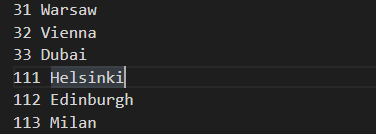 31 Warsaw
32 Vienna
33 Dubai
111 Helsinki
112 Edinburgh
113 Milan